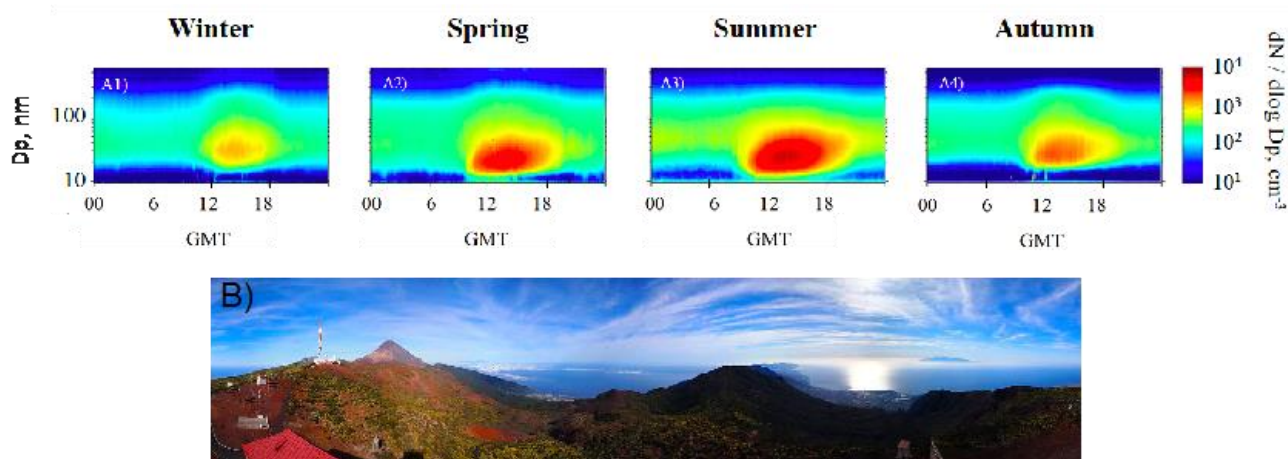 Winter Spring Summer Autumn
A1) A2) A3) A4)
Dp, nm
100
10
00 6 12 18 00 6 12 18 00 6 12 18 00 6 12 18
GMT GMT GMT GMT
10⁴
10³
10²
10¹
dN / dlog Dp, cm⁻³
B)